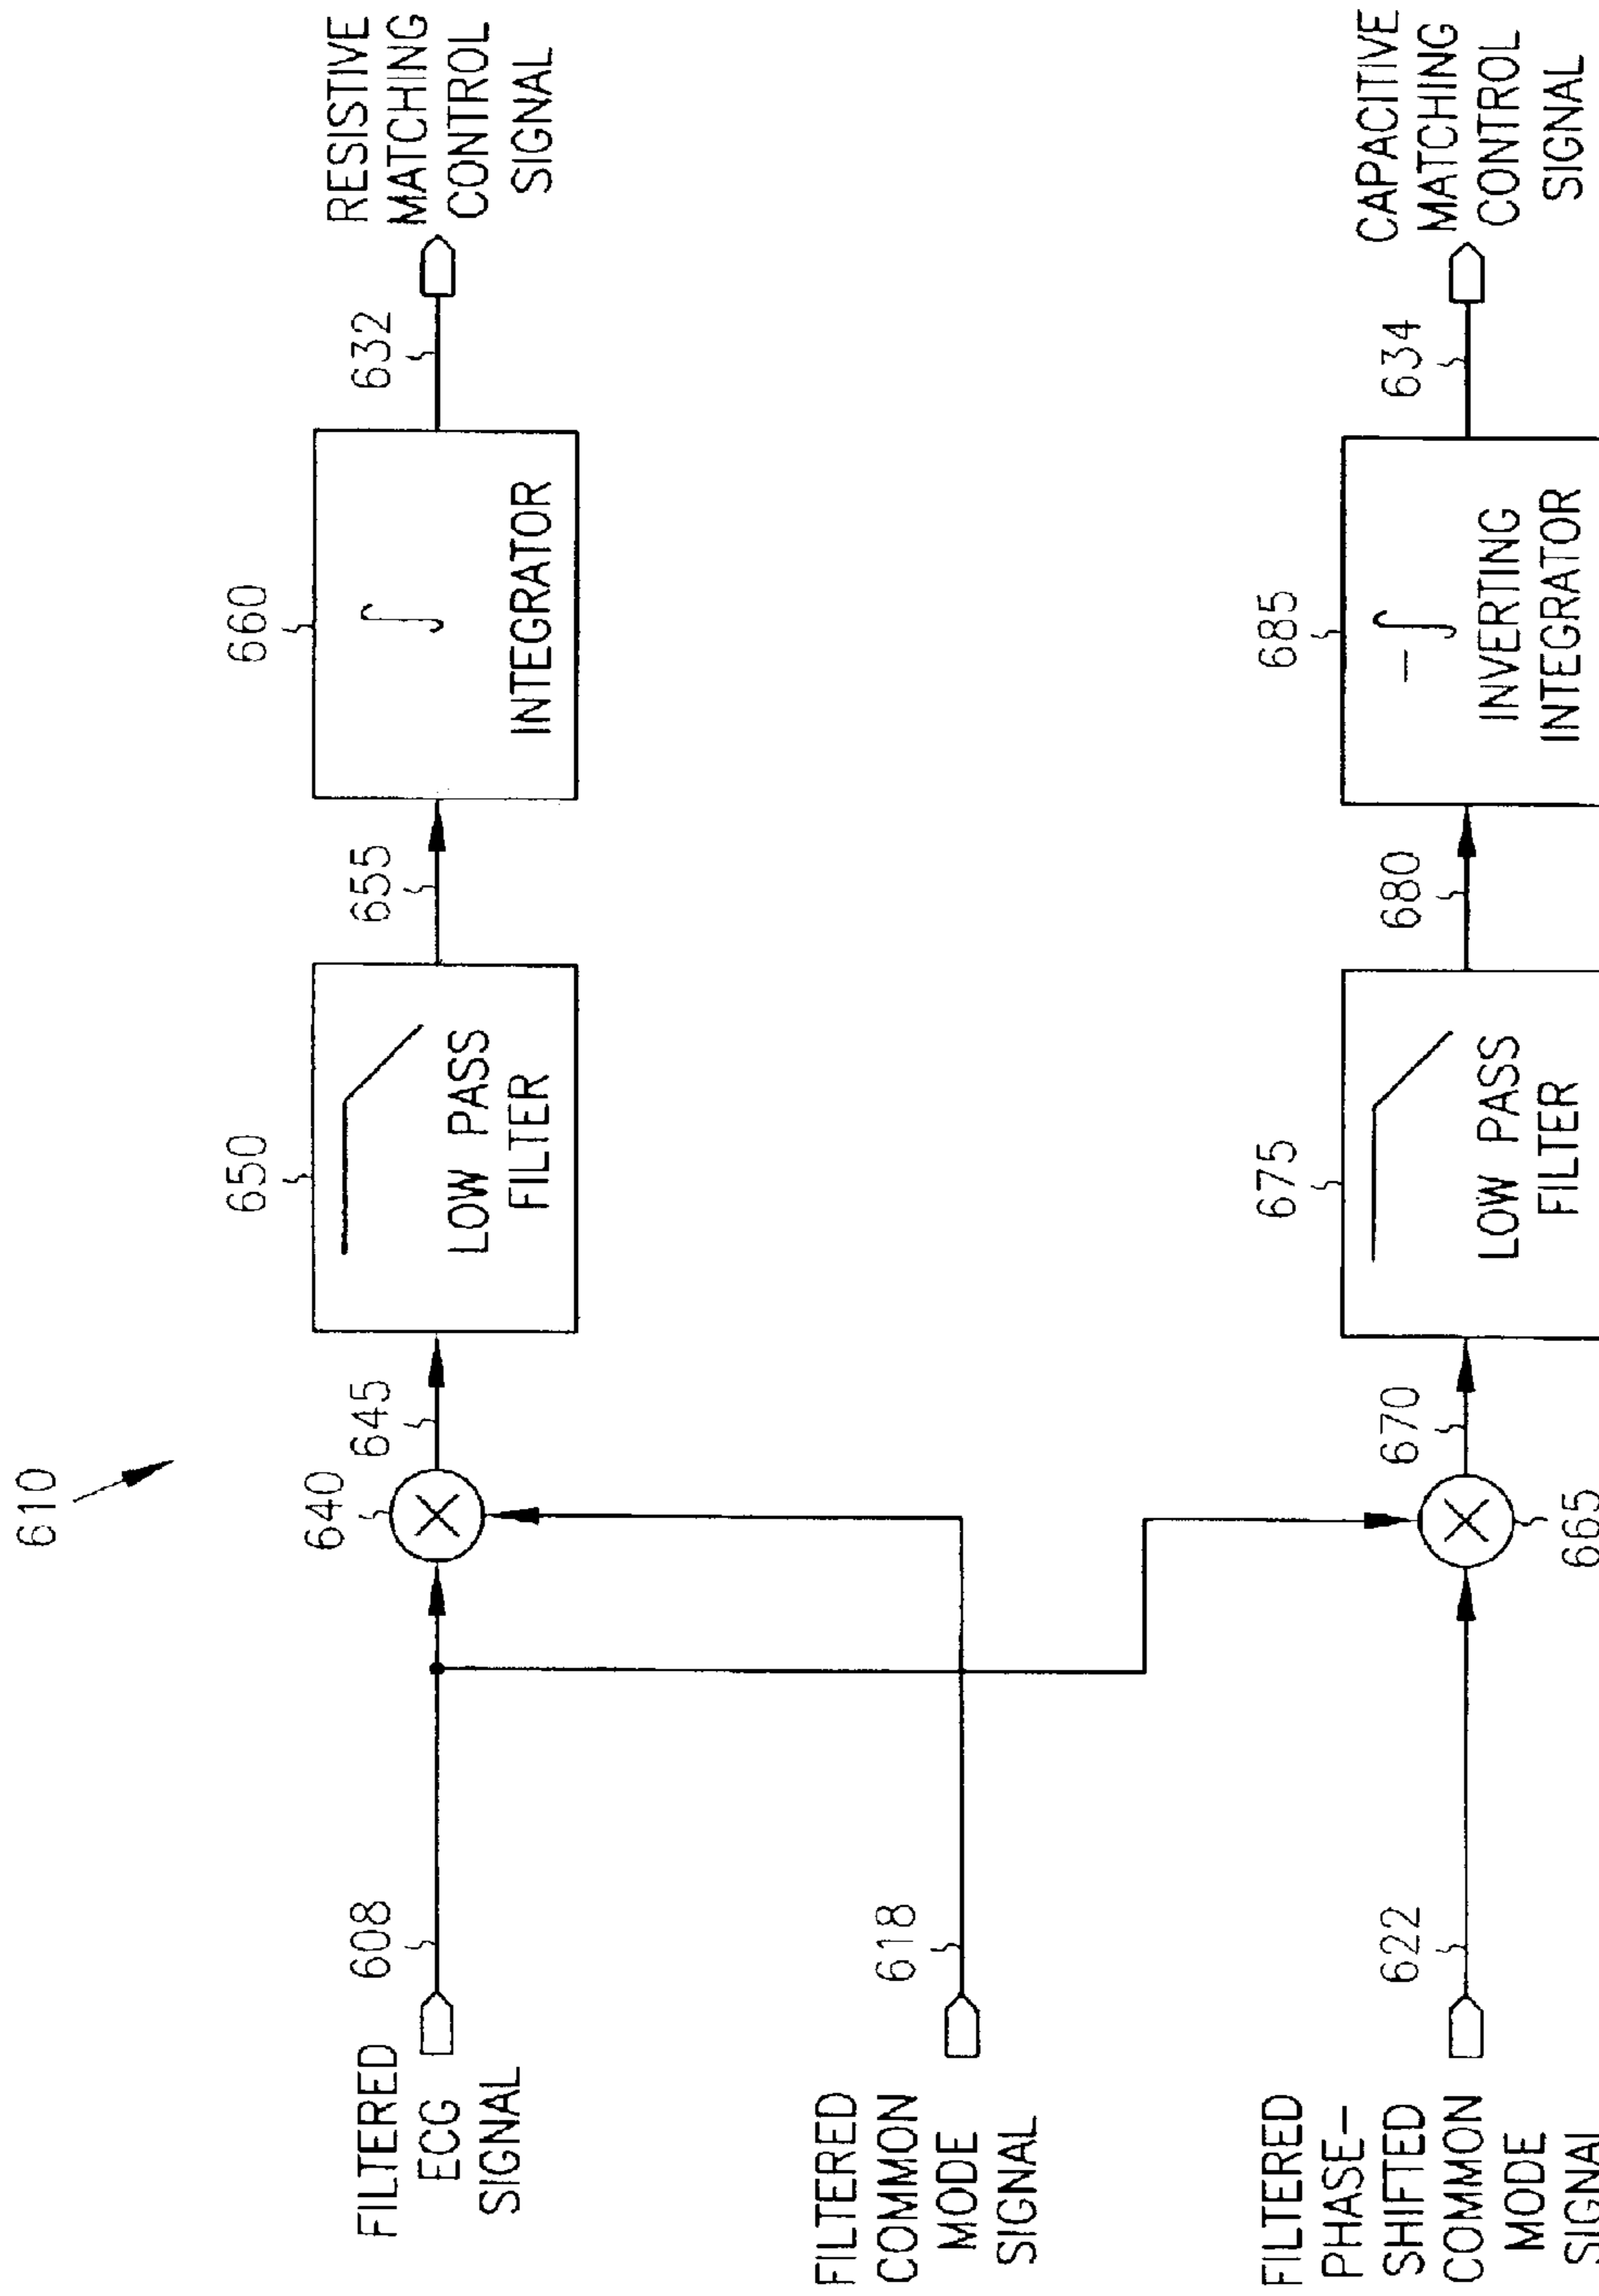 610
FILTERED
ECG
SIGNAL
608
640
645
650
LOW PASS
FILTER
655
660
∫
INTEGRATOR
632
RESISTIVE
MATCHING
CONTROL
SIGNAL
FILTERED
COMMON
MODE
SIGNAL
618
FILTERED
PHASE-
SHIFTED
COMMON
MODE
SIGNAL
622
665
670
675
LOW PASS
FILTER
680
685
-∫
INVERTING
INTEGRATOR
634
CAPACITIVE
MATCHING
CONTROL
SIGNAL